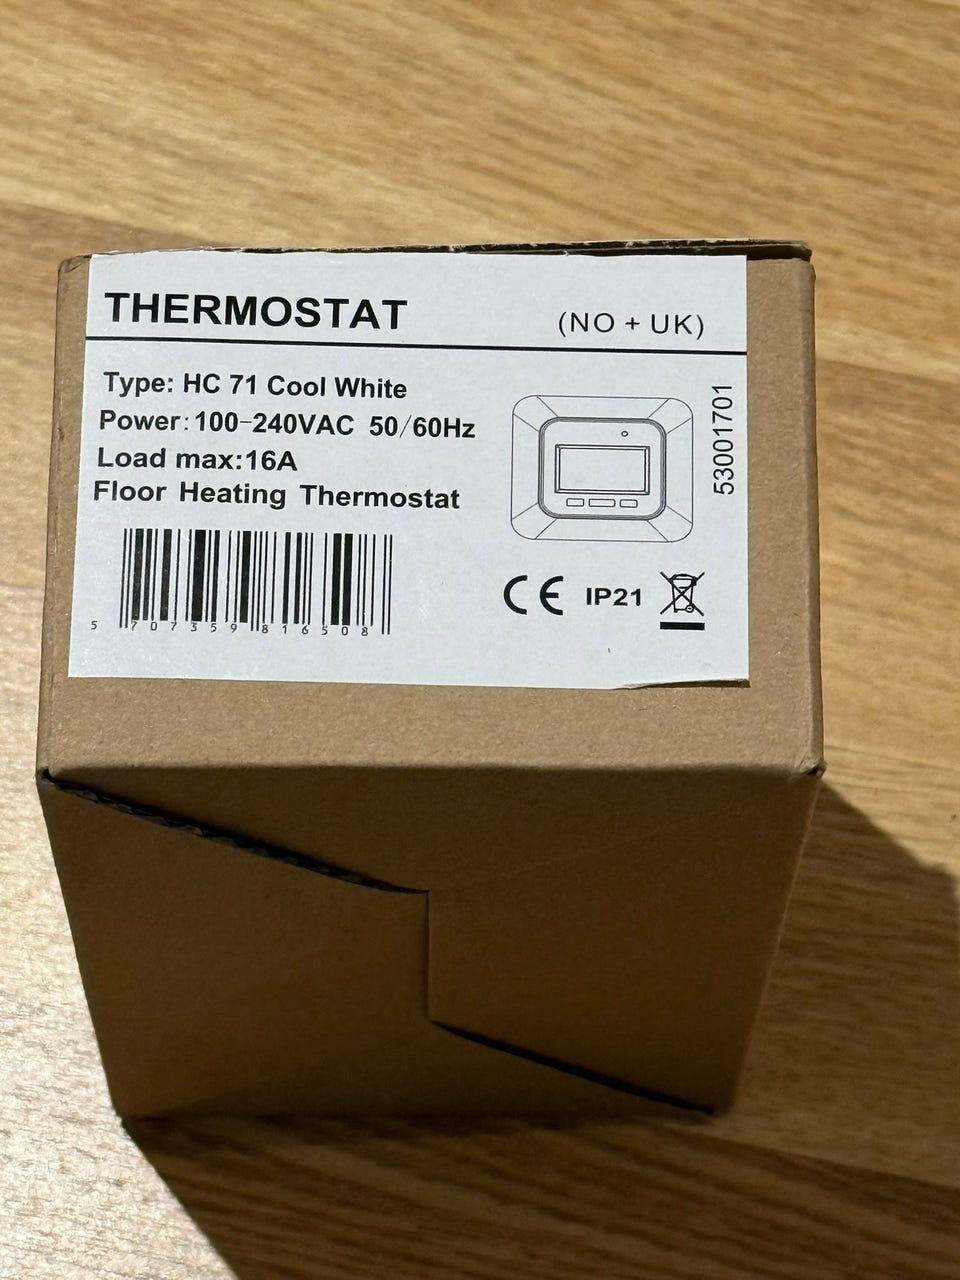 THERMOSTAT (NO + UK)
Type: HC 71 Cool White
Power: 100-240VAC 50/60Hz
Load max:16A
Floor Heating Thermostat
53001701
5 707359 816508
CE IP21